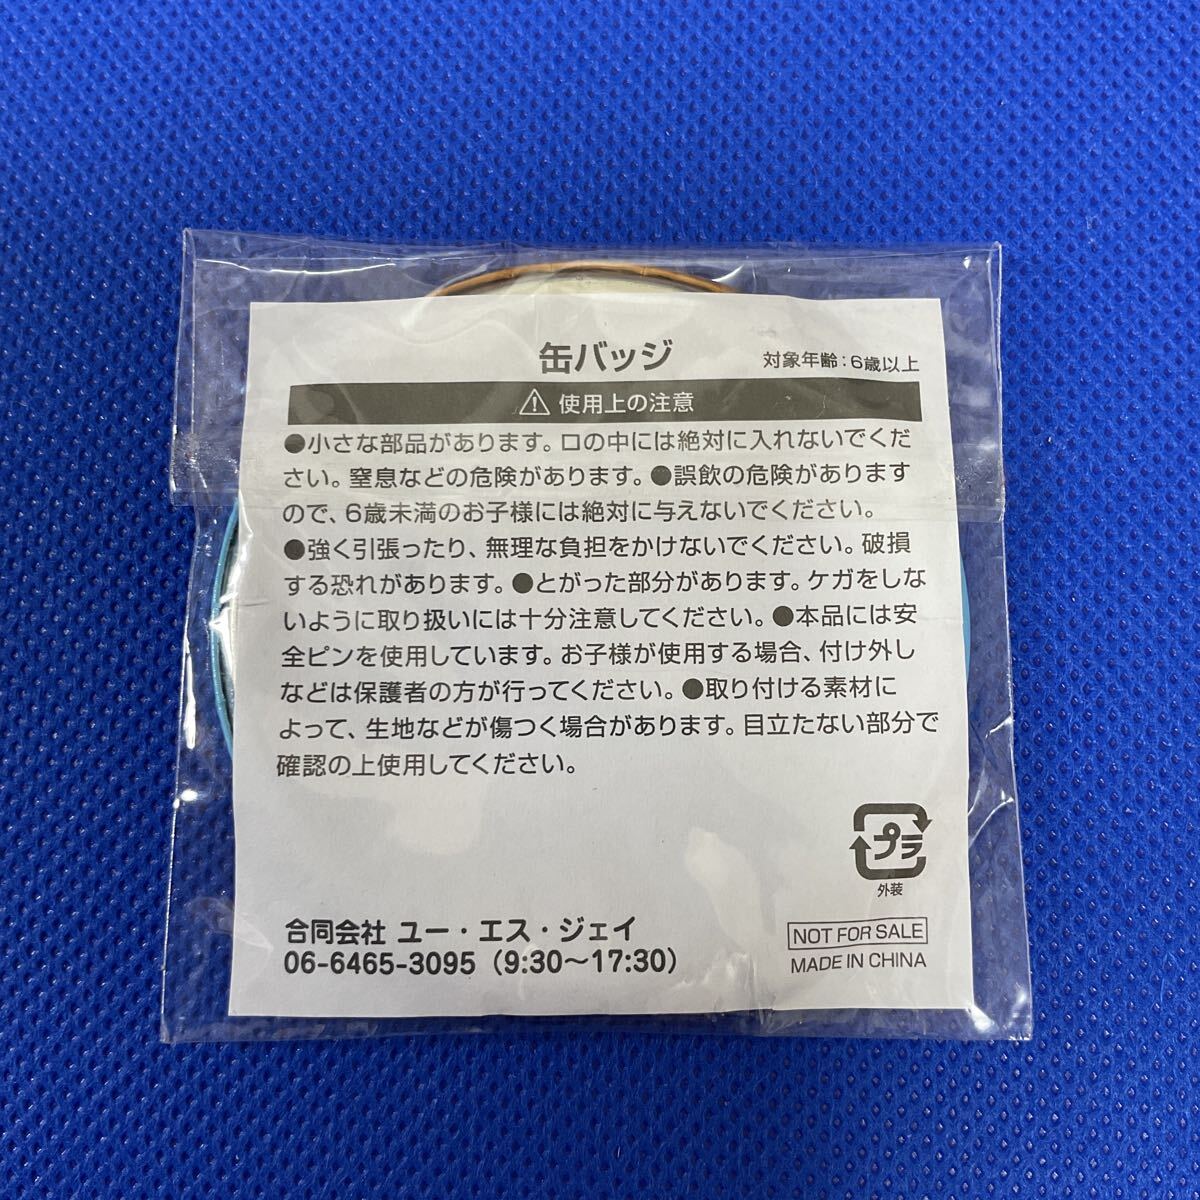 缶バッジ
対象年齢：6歳以上
使用上の注意
●小さな部品があります。口の中には絶対に入れないでくだ
さい。窒息などの危険があります。●誤飲の危険があります
ので、6歳未満のお子様には絶対に与えないでください。
●強く引張ったり、無理な負担をかけないでください。破損
する恐れがあります。●とがった部分があります。ケガをしな
いように取り扱いには十分注意してください。●本品には安
全ピンを使用しています。お子様が使用する場合、付け外し
などは保護者の方が行ってください。●取り付ける素材に
よって、生地などが傷つく場合があります。目立たない部分で
確認の上使用してください。
プラ
外装
合同会社 ユー・エス・ジェイ
06-6465-3095（9:30〜17:30）
NOT FOR SALE
MADE IN CHINA